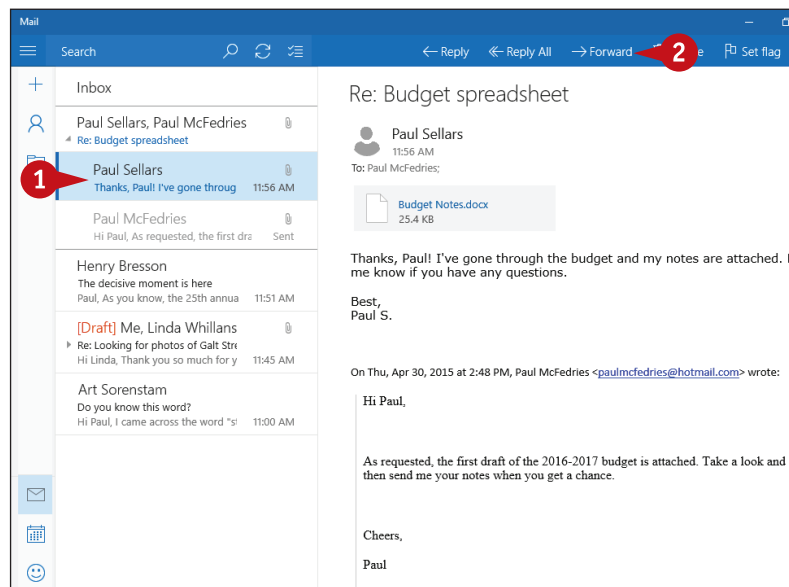 Mail
Search
Reply
Reply All
Forward
2
Set flag
Inbox
Paul Sellars, Paul McFedries
Re: Budget spreadsheet
1
Paul Sellars
Thanks, Paul! I've gone throug 11:56 AM
Paul McFedries
Hi Paul, As requested, the first dra Sent
Henry Bresson
The decisive moment is here
Paul, As you know, the 25th annua 11:51 AM
[Draft] Me, Linda Whillans
Re: Looking for photos of Galt Stre
Hi Linda, Thank you so much for y 11:45 AM
Art Sorenstam
Do you know this word?
Hi Paul, I came across the word "st 11:00 AM
Re: Budget spreadsheet
Paul Sellars
11:56 AM
To: Paul McFedries;
Budget Notes.docx
25.4 KB
Thanks, Paul! I've gone through the budget and my notes are attached.
me know if you have any questions.
Best,
Paul S.
On Thu, Apr 30, 2015 at 2:48 PM, Paul McFedries <paulmcfedries@hotmail.com> wrote:
Hi Paul,
As requested, the first draft of the 2016-2017 budget is attached. Take a look and
then send me your notes when you get a chance.
Cheers,
Paul